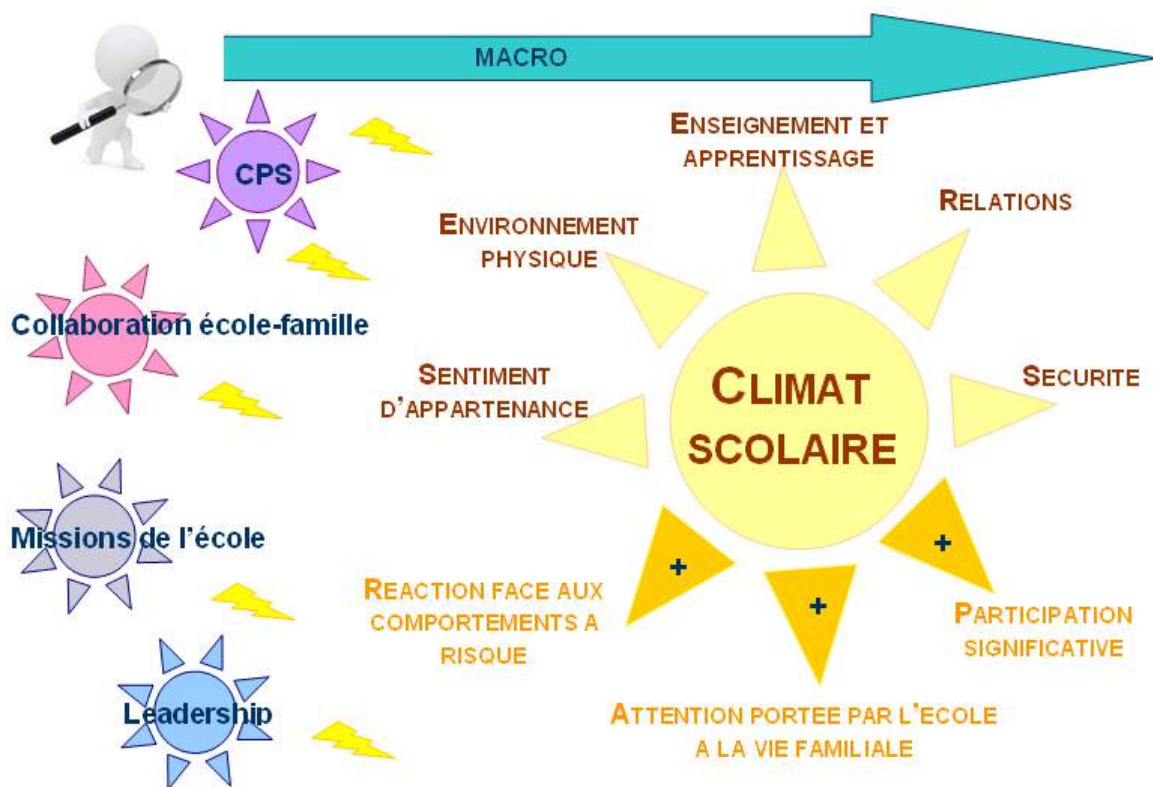 MACRO
CPS
Collaboration école-famille
Missions de l'école
Leadership
ENSEIGNEMENT ET
APPRENTISSAGE
RELATIONS
ENVIRONNEMENT
PHYSIQUE
SENTIMENT
D'APPARTENANCE
SECURITE
CLIMAT
SCOLAIRE
+
+
+
REACTION FACE AUX
COMPORTEMENTS A
RISQUE
PARTICIPATION
SIGNIFICATIVE
ATTENTION PORTEE PAR L'ECOLE
A LA VIE FAMILIALE